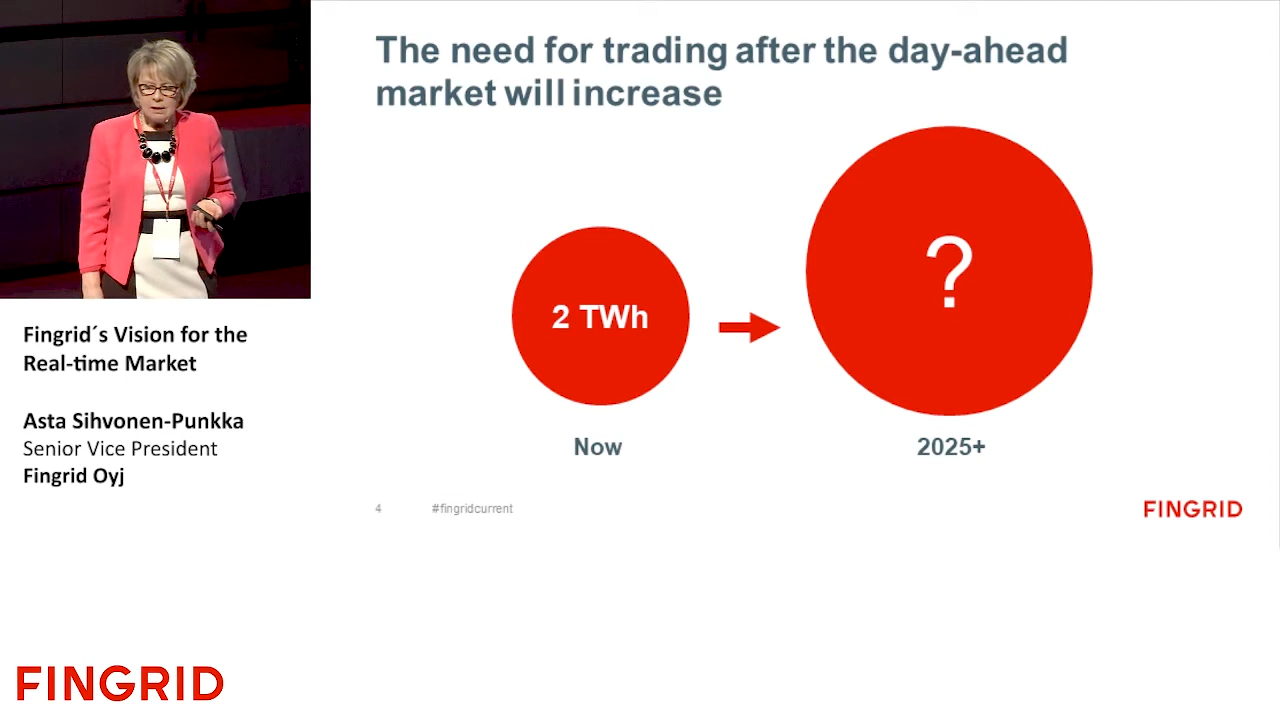 The need for trading after the day-ahead
market will increase
2 TWh
?
Now
2025+
4
#fingridcurrent
FINGRID
Fingrid´s Vision for the
Real-time Market
Asta Sihvonen-Punkka
Senior Vice President
Fingrid Oyj
FINGRID